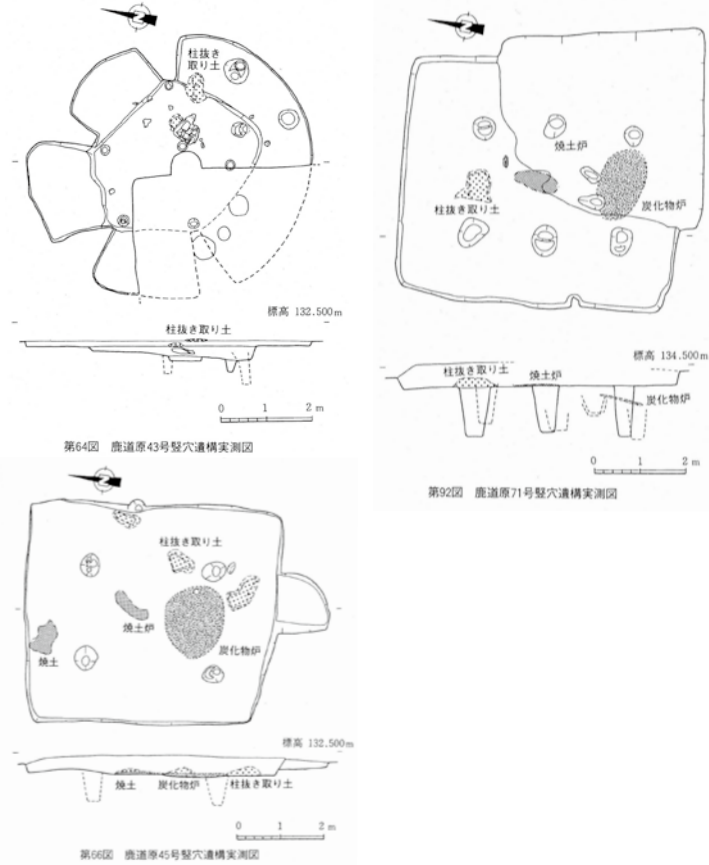 N
柱抜き
取り土
標高 132.500m
柱抜き取り土
0 1 2 m
第64図 鹿道原43号竪穴遺構実測図
N
焼土炉
柱抜き取り土
炭化物炉
標高 134.500m
柱抜き取り土
焼土炉
炭化物炉
0 1 2 m
第92図 鹿道原71号竪穴遺構実測図
N
柱抜き取り土
焼土炉
焼土
炭化物炉
標高 132.500m
焼土 炭化物炉 柱抜き取り土
0 1 2 m
第66図 鹿道原45号竪穴遺構実測図